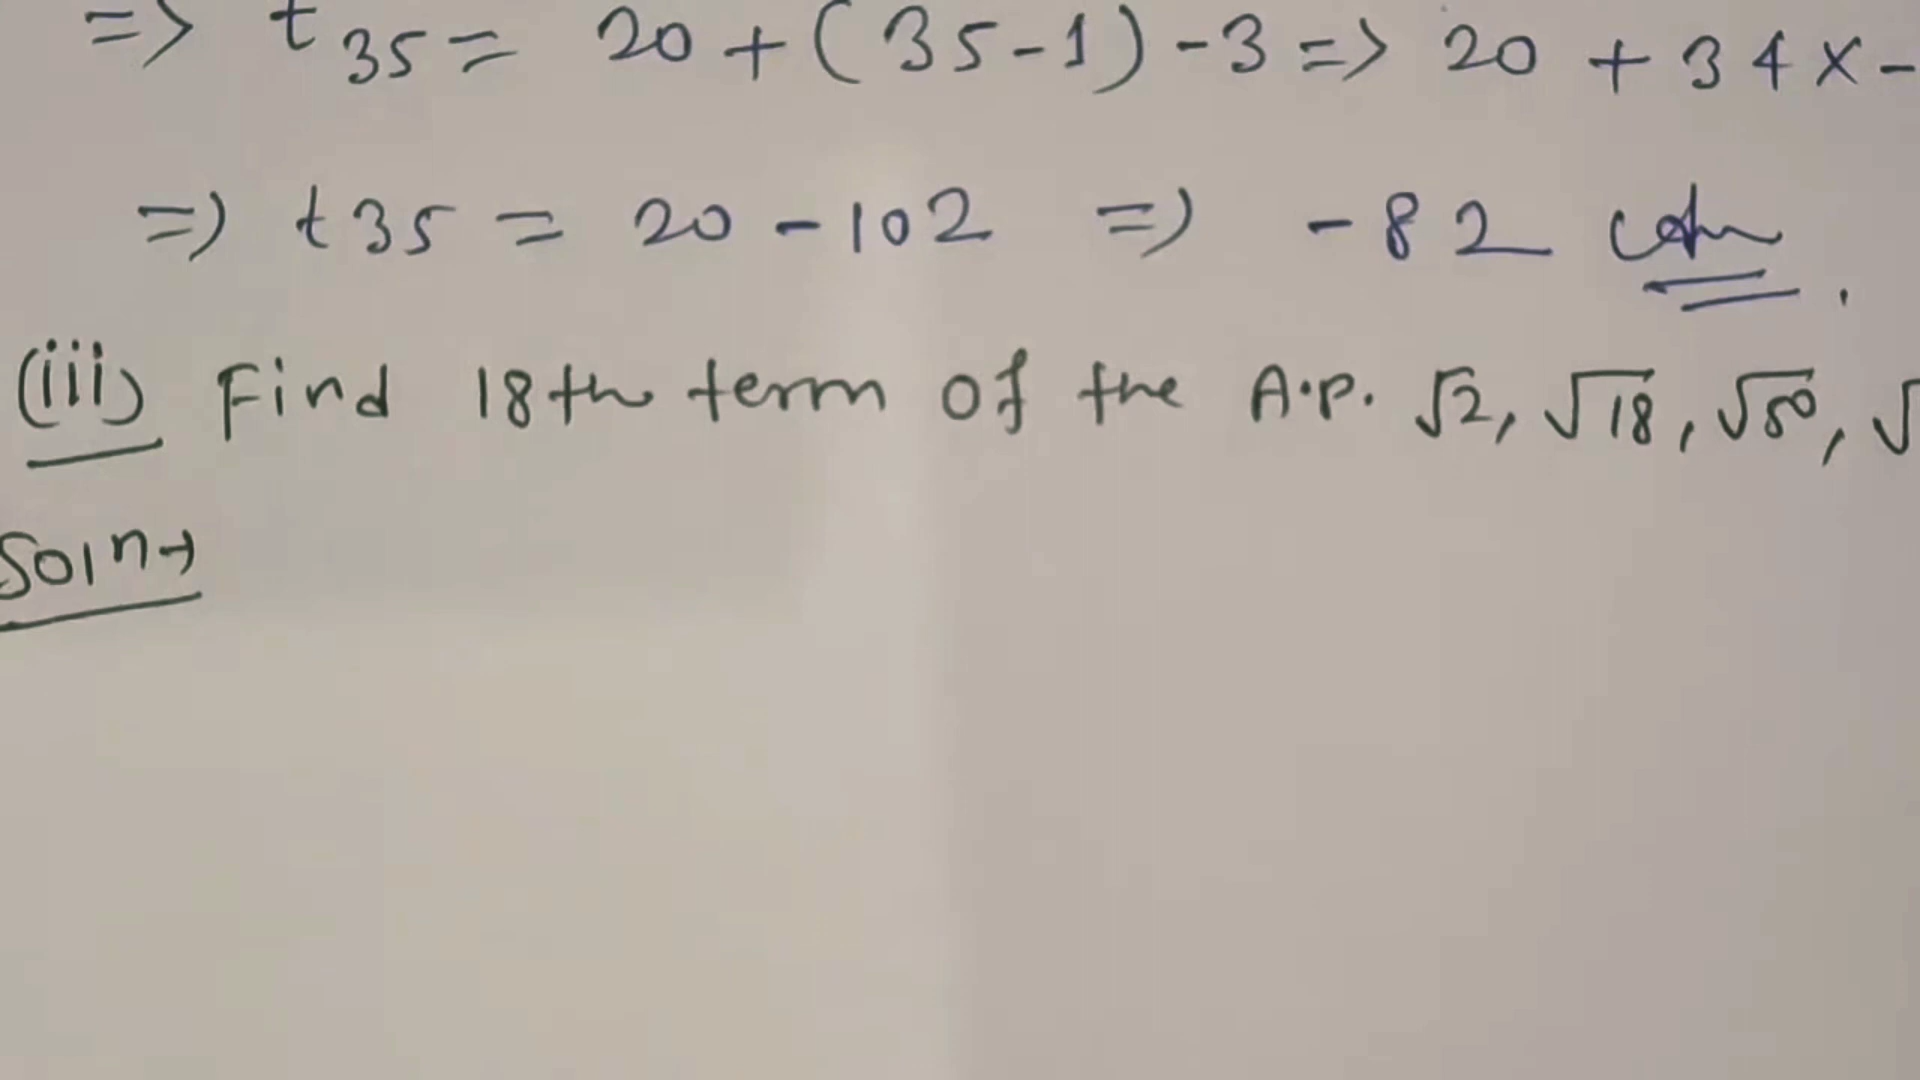 => t35 = 20 + (35-1) -3 => 20 + 34 x -
=> t35 = 20 - 102 => -82 Ans.
(iii) Find 18th term of the A.P. √2, √18, √50, √
Soln→